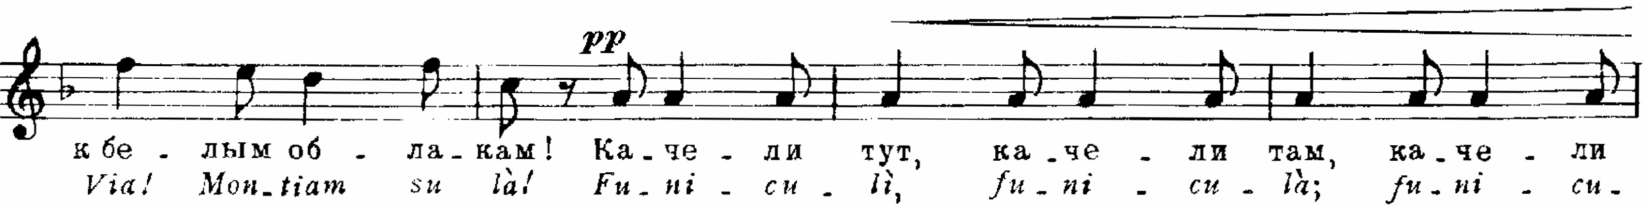 pp
к бе - лым об - ла - кам! Ка - че - ли тут, ка - че - ли там, ка - че - ли
Via! Mon - tiam su là! Fu - ni - cu - lì, fu - ni - cu - là; fu - ni - cu -